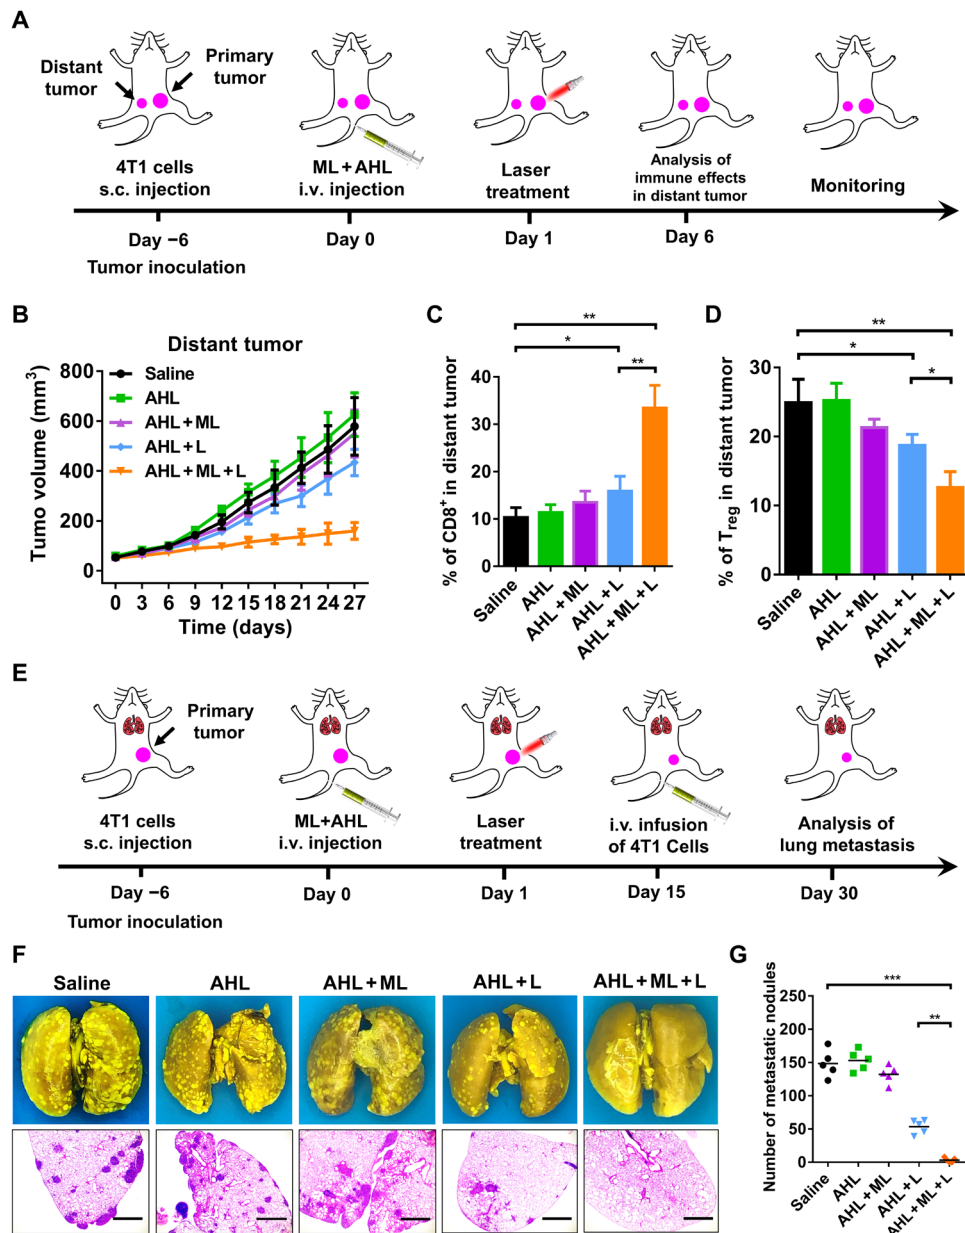 A
Distant
tumor
Primary
tumor
4T1 cells
s.c. injection
ML + AHL
i.v. injection
Laser
treatment
Analysis of
immune effects
in distant tumor
Monitoring
Day −6
Day 0
Day 1
Day 6
Tumor inoculation
B
Distant tumor
Tumo volume (mm³)
800
600
400
200
0
Saline
AHL
AHL + ML
AHL + L
AHL + ML + L
0 3 6 9 12 15 18 21 24 27
Time (days)
C
% of CD8⁺ in distant tumor
40
30
20
10
0
**
*
**
Saline
AHL
AHL + ML
AHL + L
AHL + ML + L
D
% of Treg in distant tumor
30
20
10
0
**
*
*
Saline
AHL
AHL + ML
AHL + L
AHL + ML + L
E
Primary
tumor
4T1 cells
s.c. injection
ML+AHL
i.v. injection
Laser
treatment
i.v. infusion
of 4T1 Cells
Analysis of
lung metastasis
Day −6
Day 0
Day 1
Day 15
Day 30
Tumor inoculation
F
Saline
AHL
AHL + ML
AHL + L
AHL + ML + L
G
Number of metastatic nodules
250
200
150
100
50
0
***
**
Saline
AHL
AHL + ML
AHL + L
AHL + ML + L